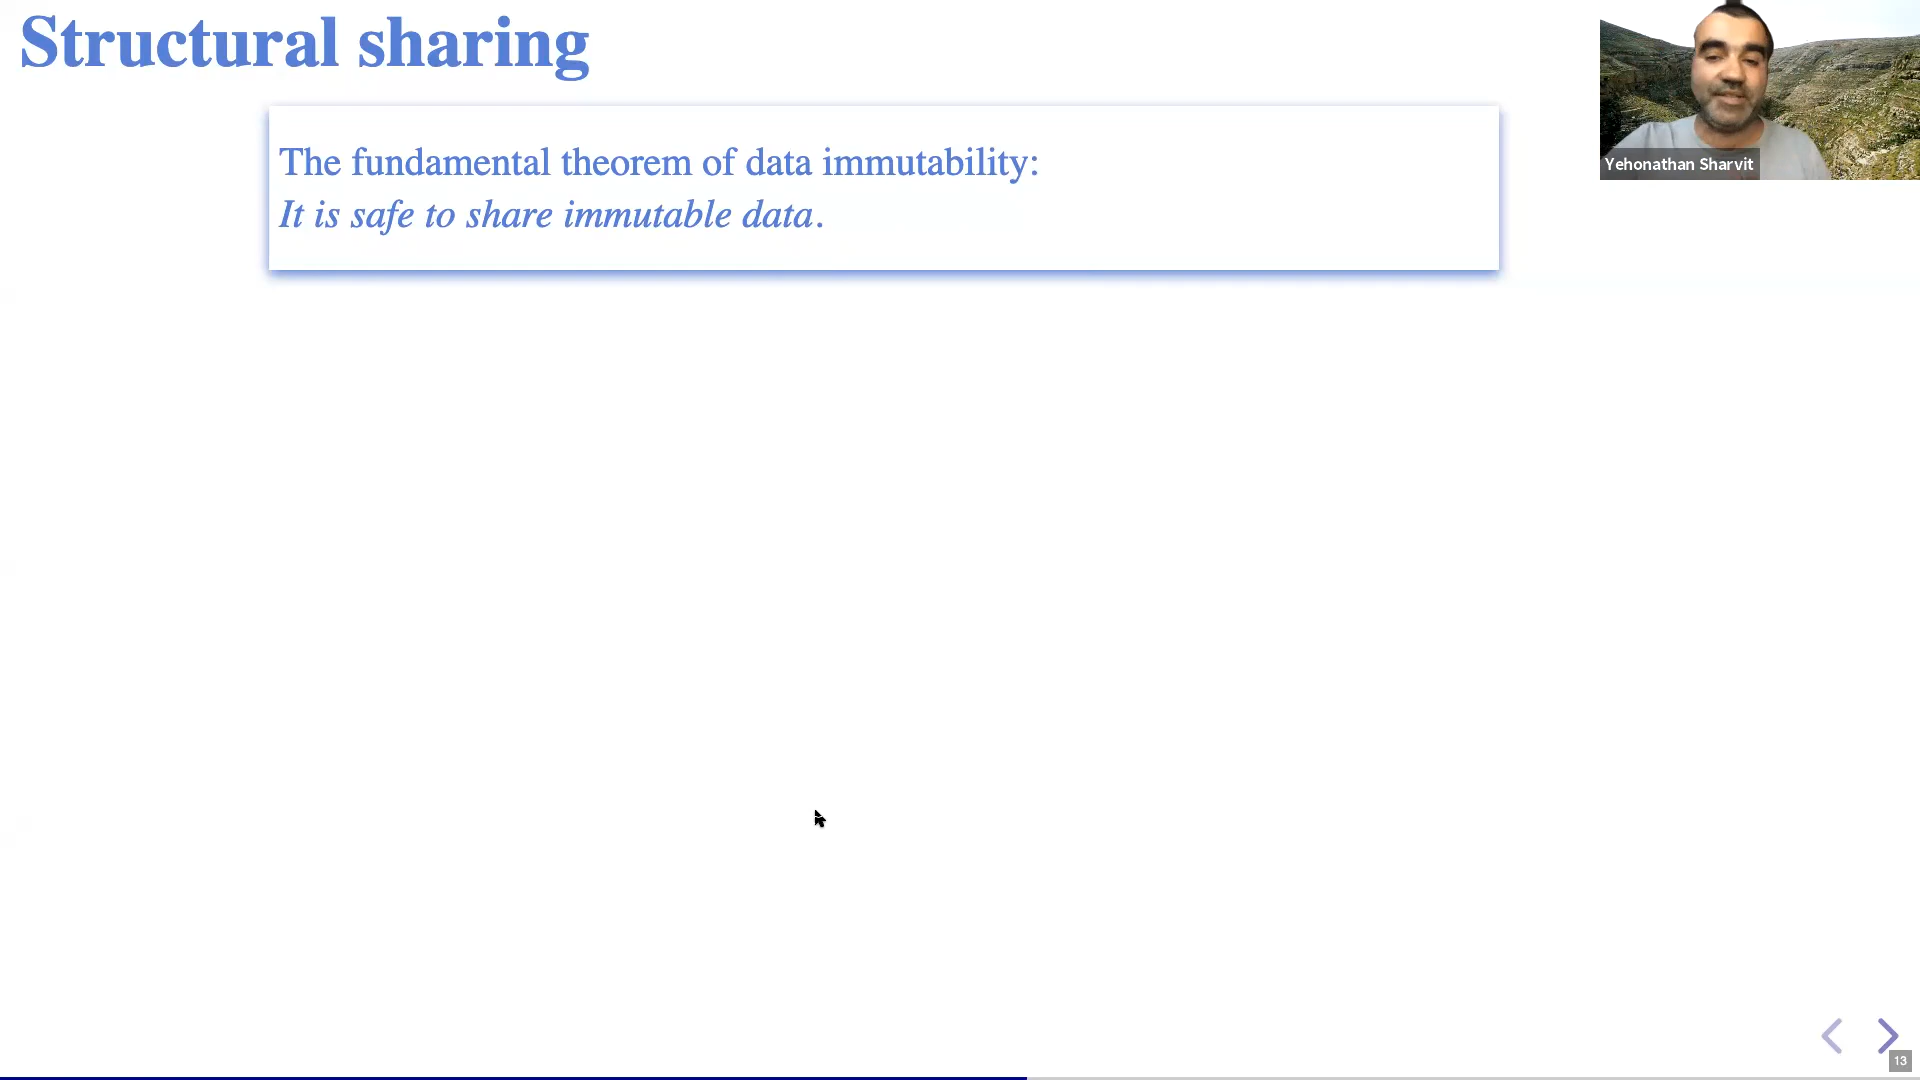 Structural sharing
The fundamental theorem of data immutability:
It is safe to share immutable data.
Yehonathan Sharvit
13